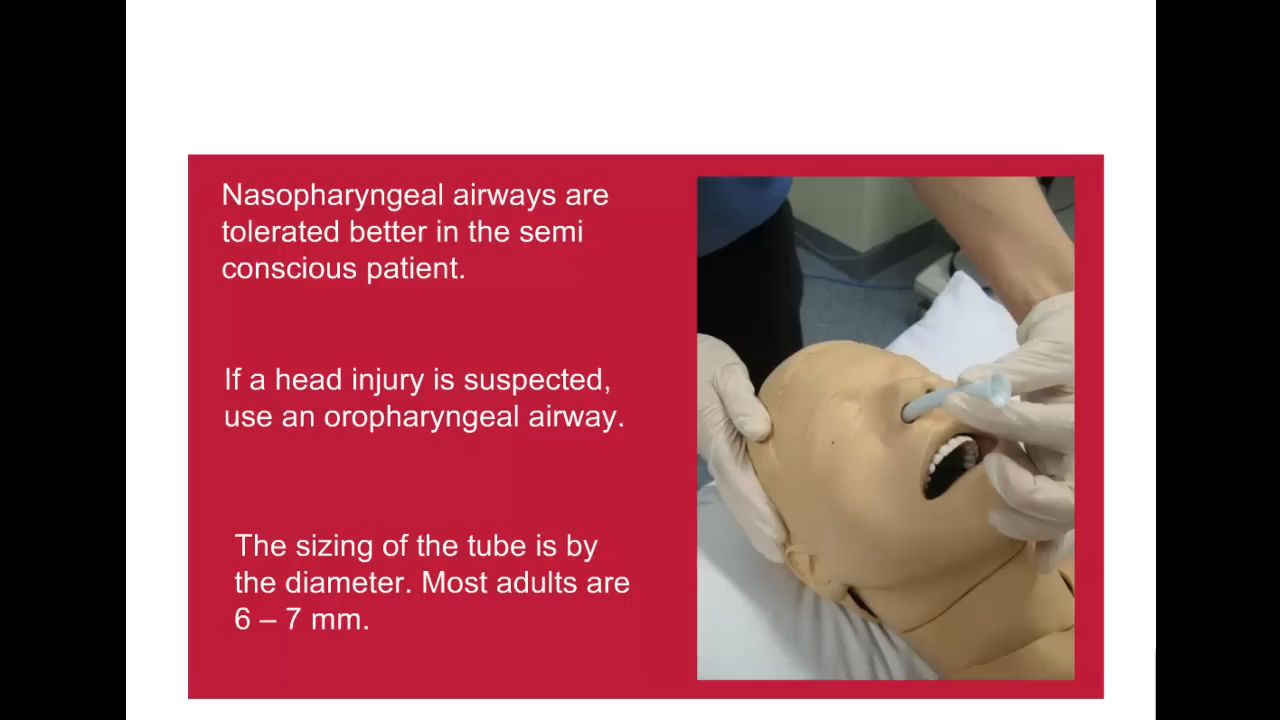 Nasopharyngeal airways are
tolerated better in the semi
conscious patient.
If a head injury is suspected,
use an oropharyngeal airway.
The sizing of the tube is by
the diameter. Most adults are
6 – 7 mm.